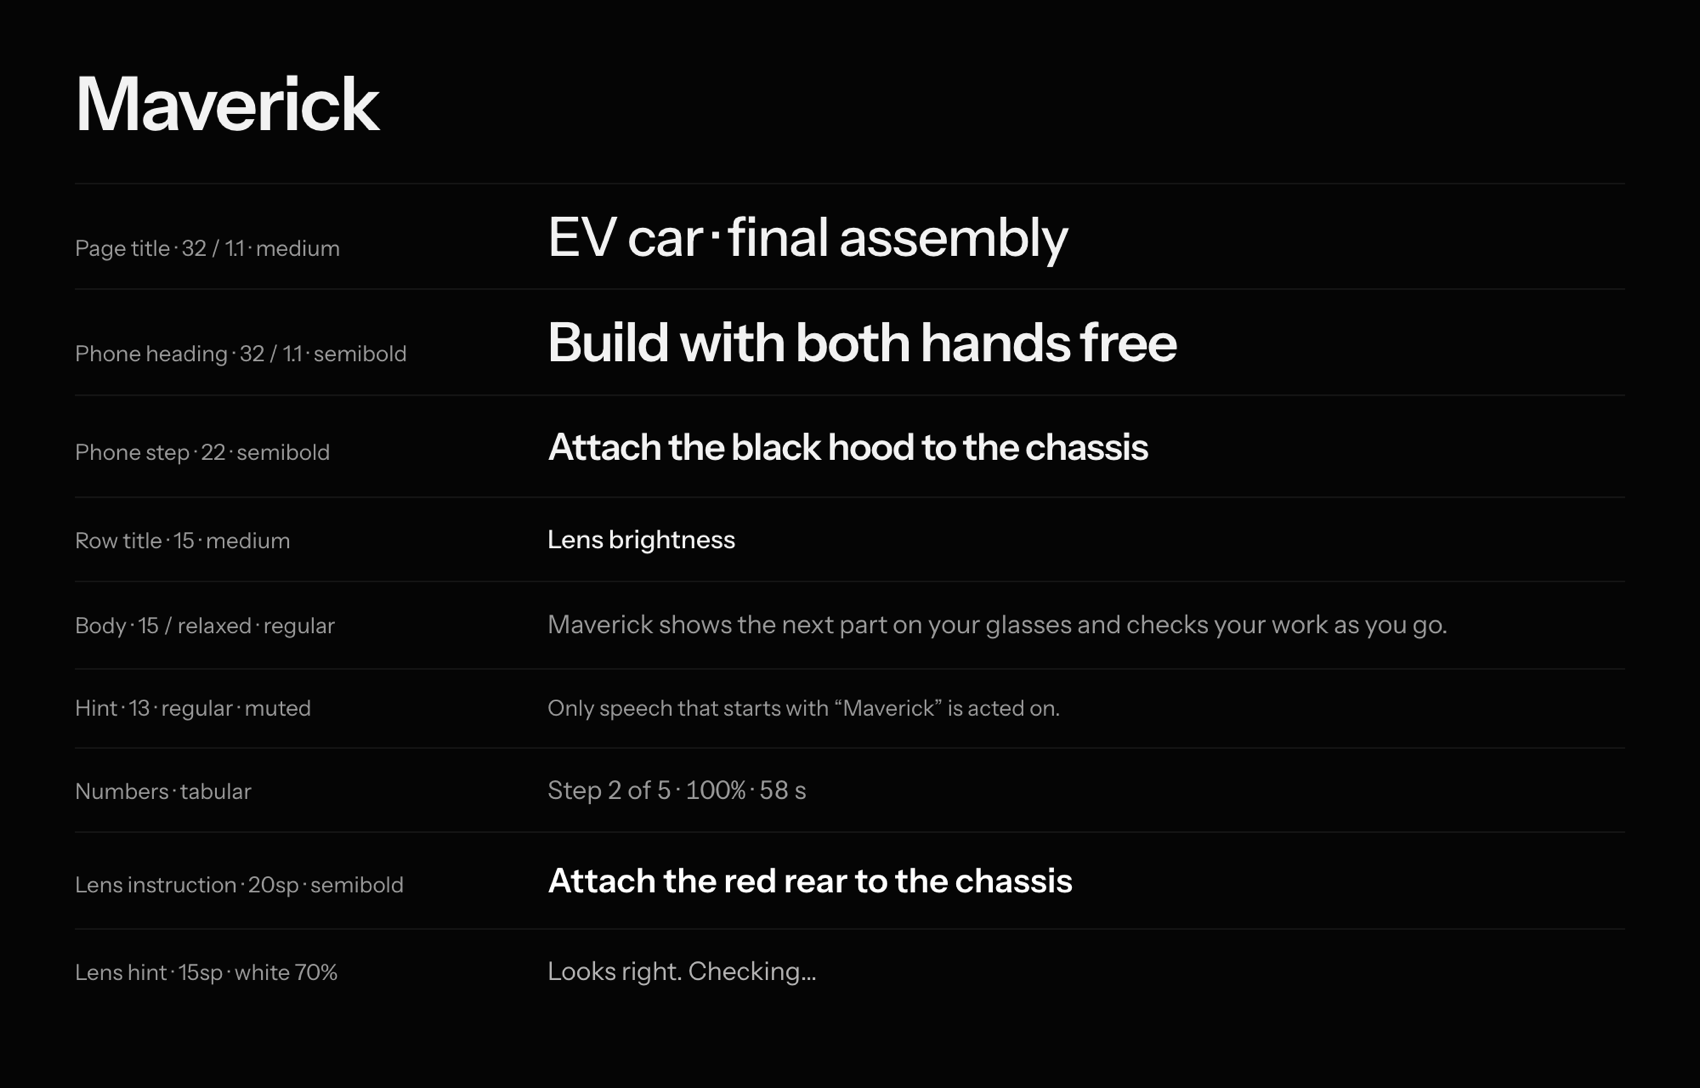 Maverick
Page title · 32 / 1.1 · medium
EV car · final assembly
Phone heading · 32 / 1.1 · semibold
Build with both hands free
Phone step · 22 · semibold
Attach the black hood to the chassis
Row title · 15 · medium
Lens brightness
Body · 15 / relaxed · regular
Maverick shows the next part on your glasses and checks your work as you go.
Hint · 13 · regular · muted
Only speech that starts with “Maverick” is acted on.
Numbers · tabular
Step 2 of 5 · 100% · 58 s
Lens instruction · 20sp · semibold
Attach the red rear to the chassis
Lens hint · 15sp · white 70%
Looks right. Checking…